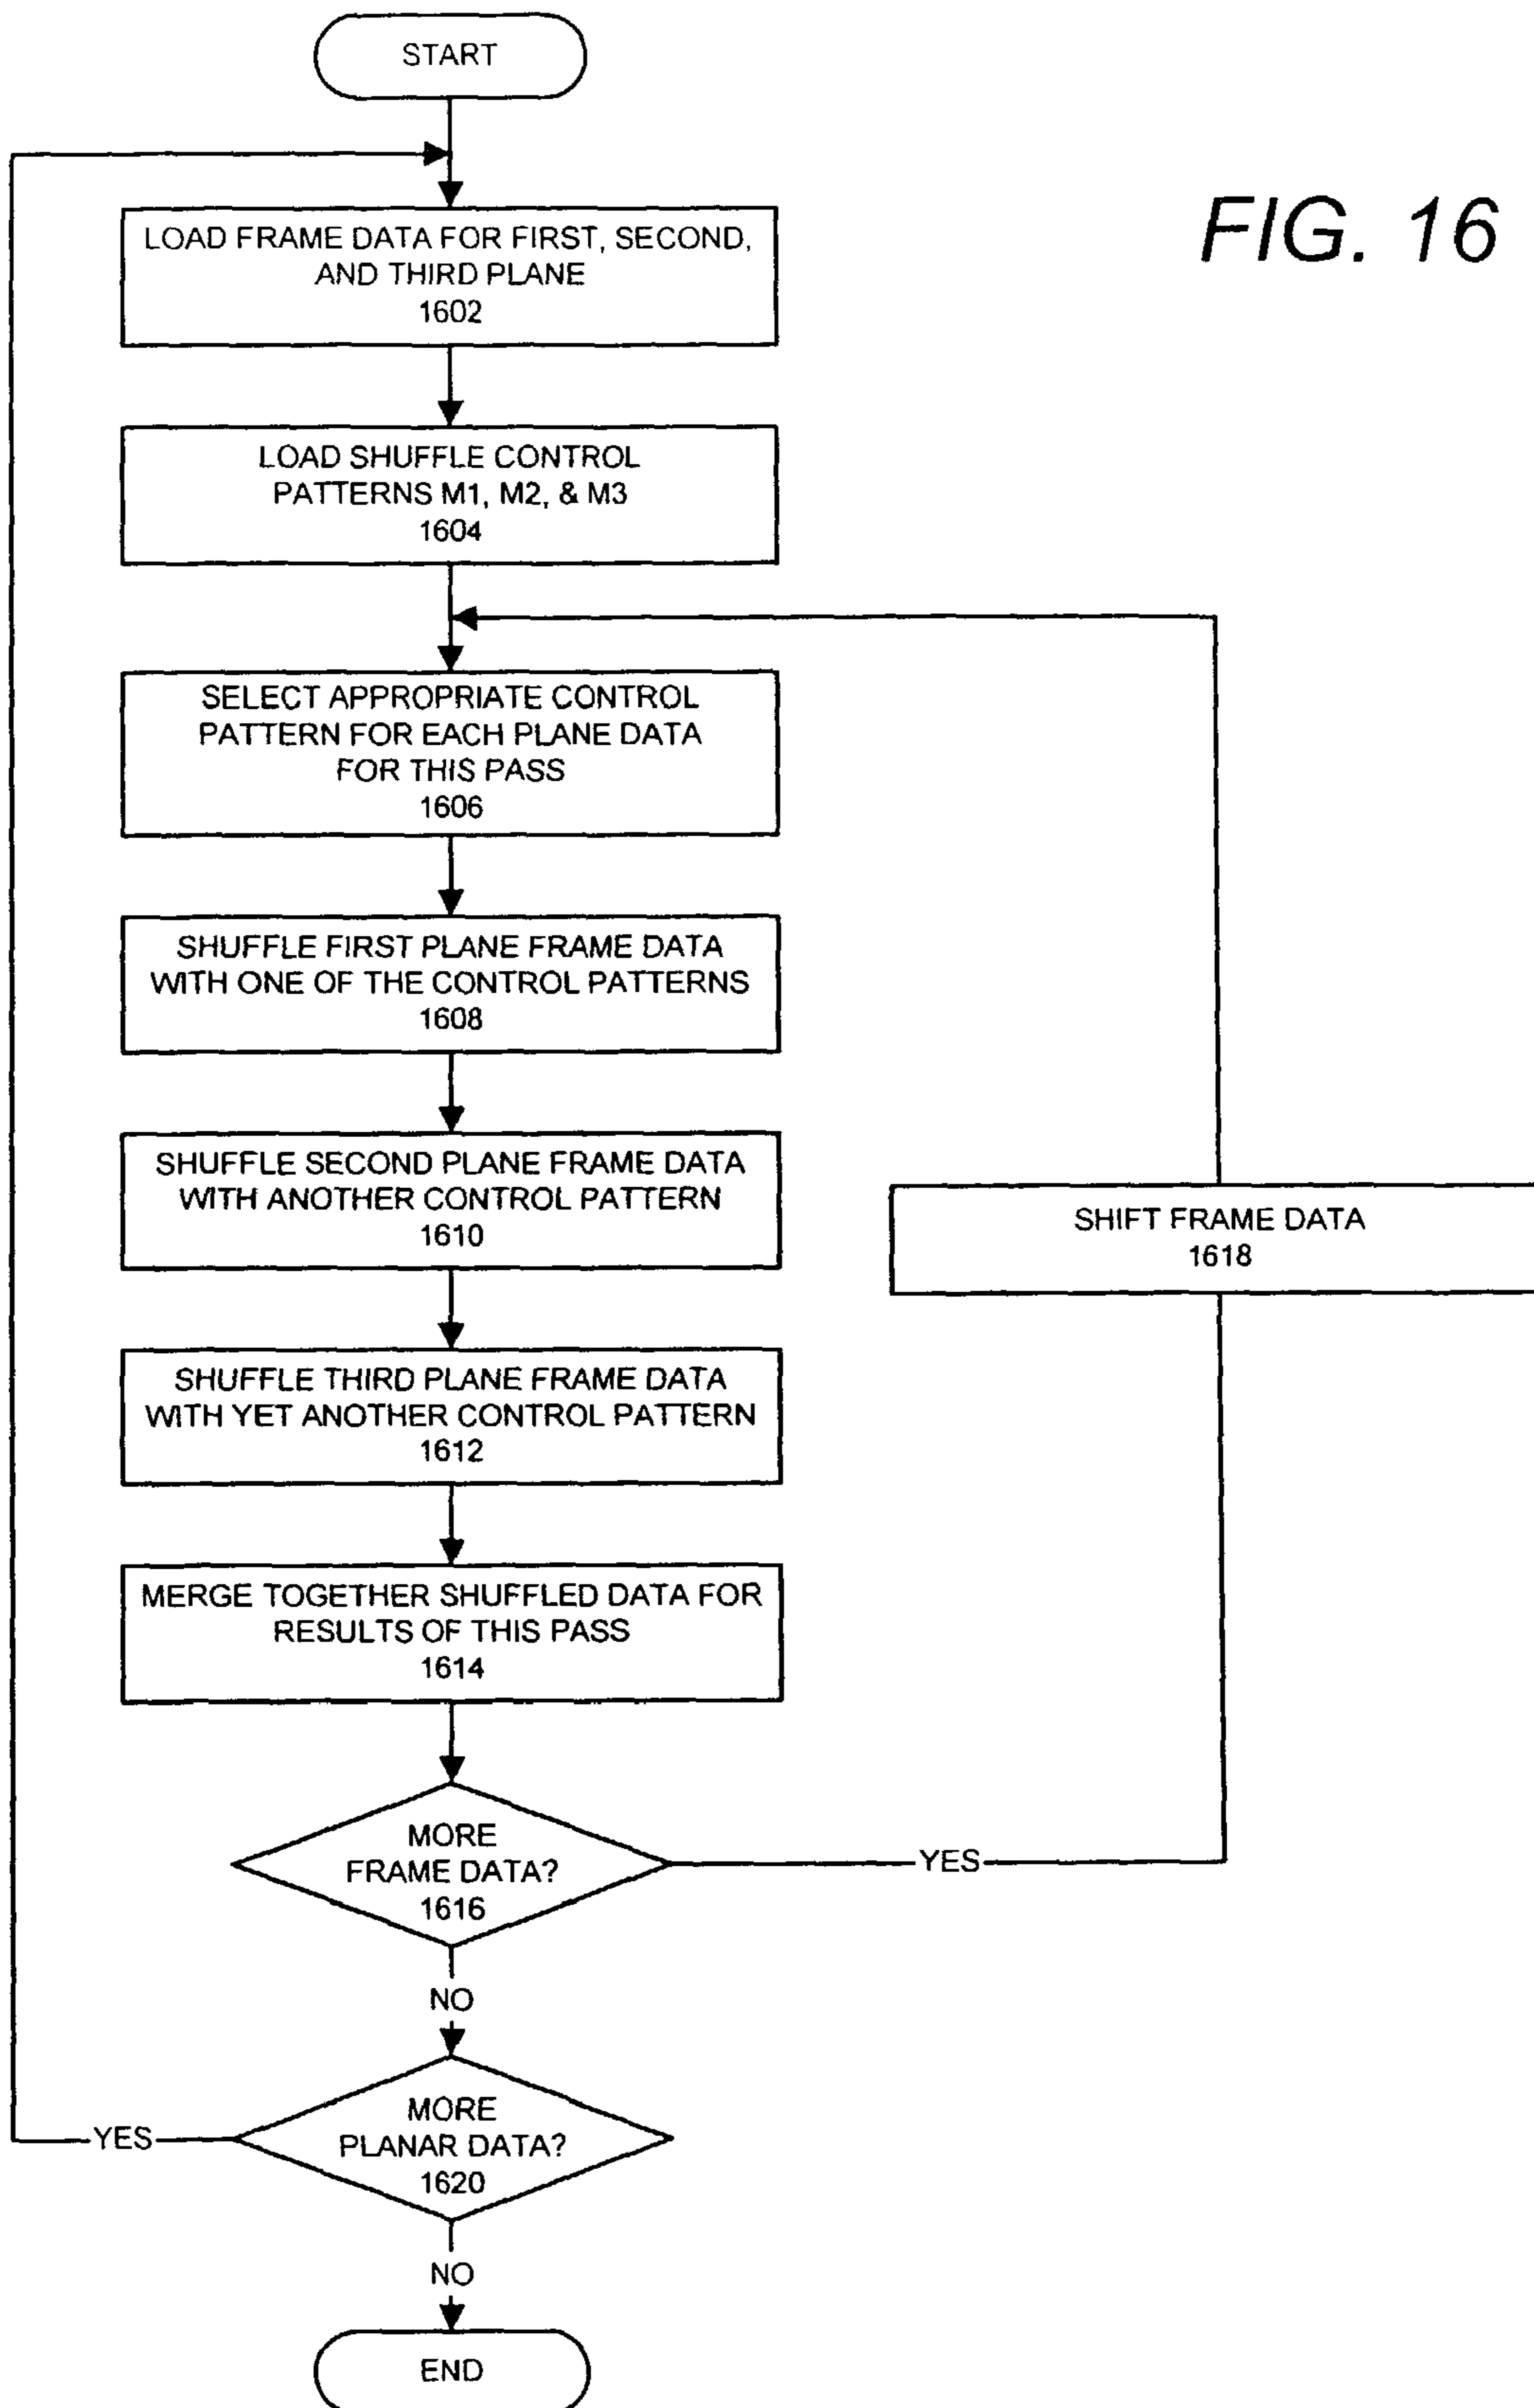 START
FIG. 16
LOAD FRAME DATA FOR FIRST, SECOND,
AND THIRD PLANE
1602
LOAD SHUFFLE CONTROL
PATTERNS M1, M2, & M3
1604
SELECT APPROPRIATE CONTROL
PATTERN FOR EACH PLANE DATA
FOR THIS PASS
1606
SHUFFLE FIRST PLANE FRAME DATA
WITH ONE OF THE CONTROL PATTERNS
1608
SHUFFLE SECOND PLANE FRAME DATA
WITH ANOTHER CONTROL PATTERN
1610
SHIFT FRAME DATA
1618
SHUFFLE THIRD PLANE FRAME DATA
WITH YET ANOTHER CONTROL PATTERN
1612
MERGE TOGETHER SHUFFLED DATA FOR
RESULTS OF THIS PASS
1614
MORE
FRAME DATA?
1616
YES
NO
MORE
PLANAR DATA?
1620
YES
NO
END